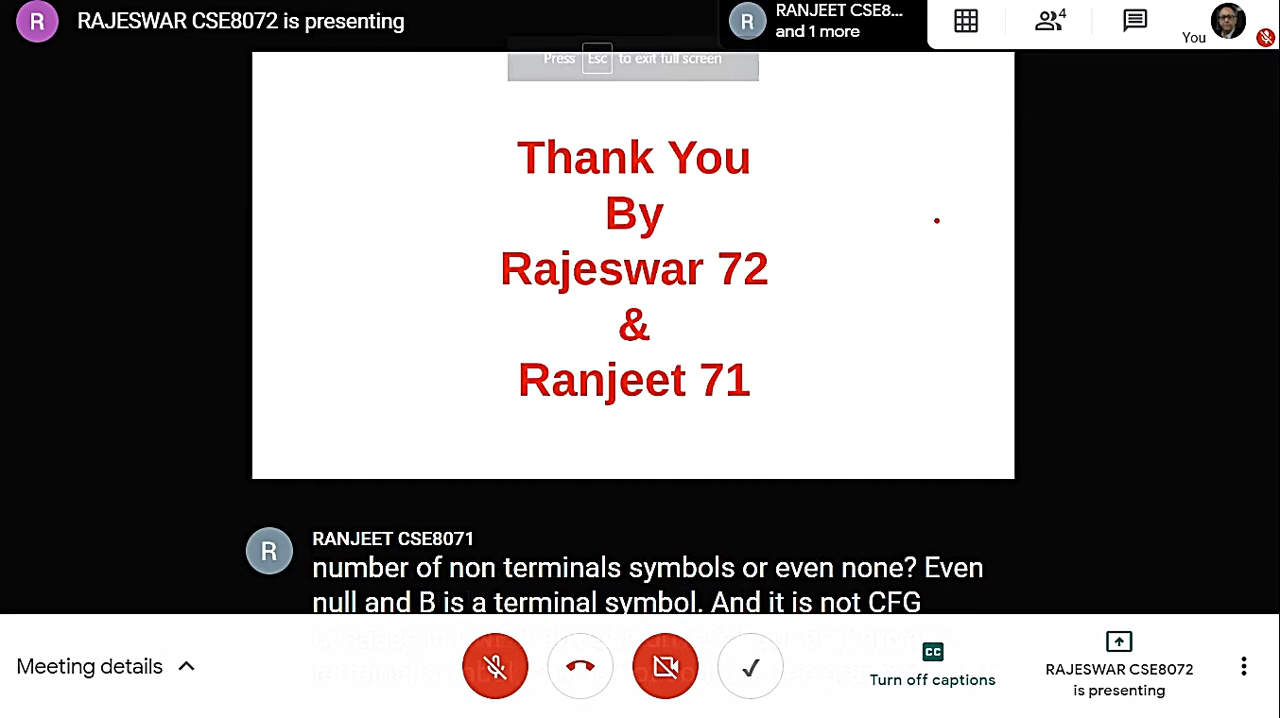 R RAJESWAR CSE8072 is presenting
R RANJEET CSE8...
and 1 more
4
You
Press Esc to exit full screen
Thank You
By
Rajeswar 72
&
Ranjeet 71
R RANJEET CSE8071
number of non terminals symbols or even none? Even
null and B is a terminal symbol. And it is not CFG
Meeting details
CC
Turn off captions
RAJESWAR CSE8072
is presenting